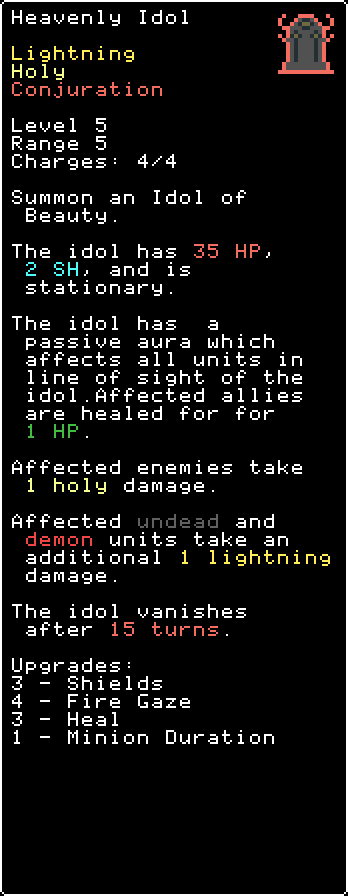 Heavenly Idol
Lightning
Holy
Conjuration
Level 5
Range 5
Charges: 4/4
Summon an Idol of
Beauty.
The idol has 35 HP,
2 SH, and is
stationary.
The idol has  a
passive aura which
affects all units in
line of sight of the
idol.Affected allies
are healed for for
1 HP.
Affected enemies take
1 holy damage.
Affected undead and
demon units take an
additional 1 lightning
damage.
The idol vanishes
after 15 turns.
Upgrades:
3 - Shields
4 - Fire Gaze
3 - Heal
1 - Minion Duration